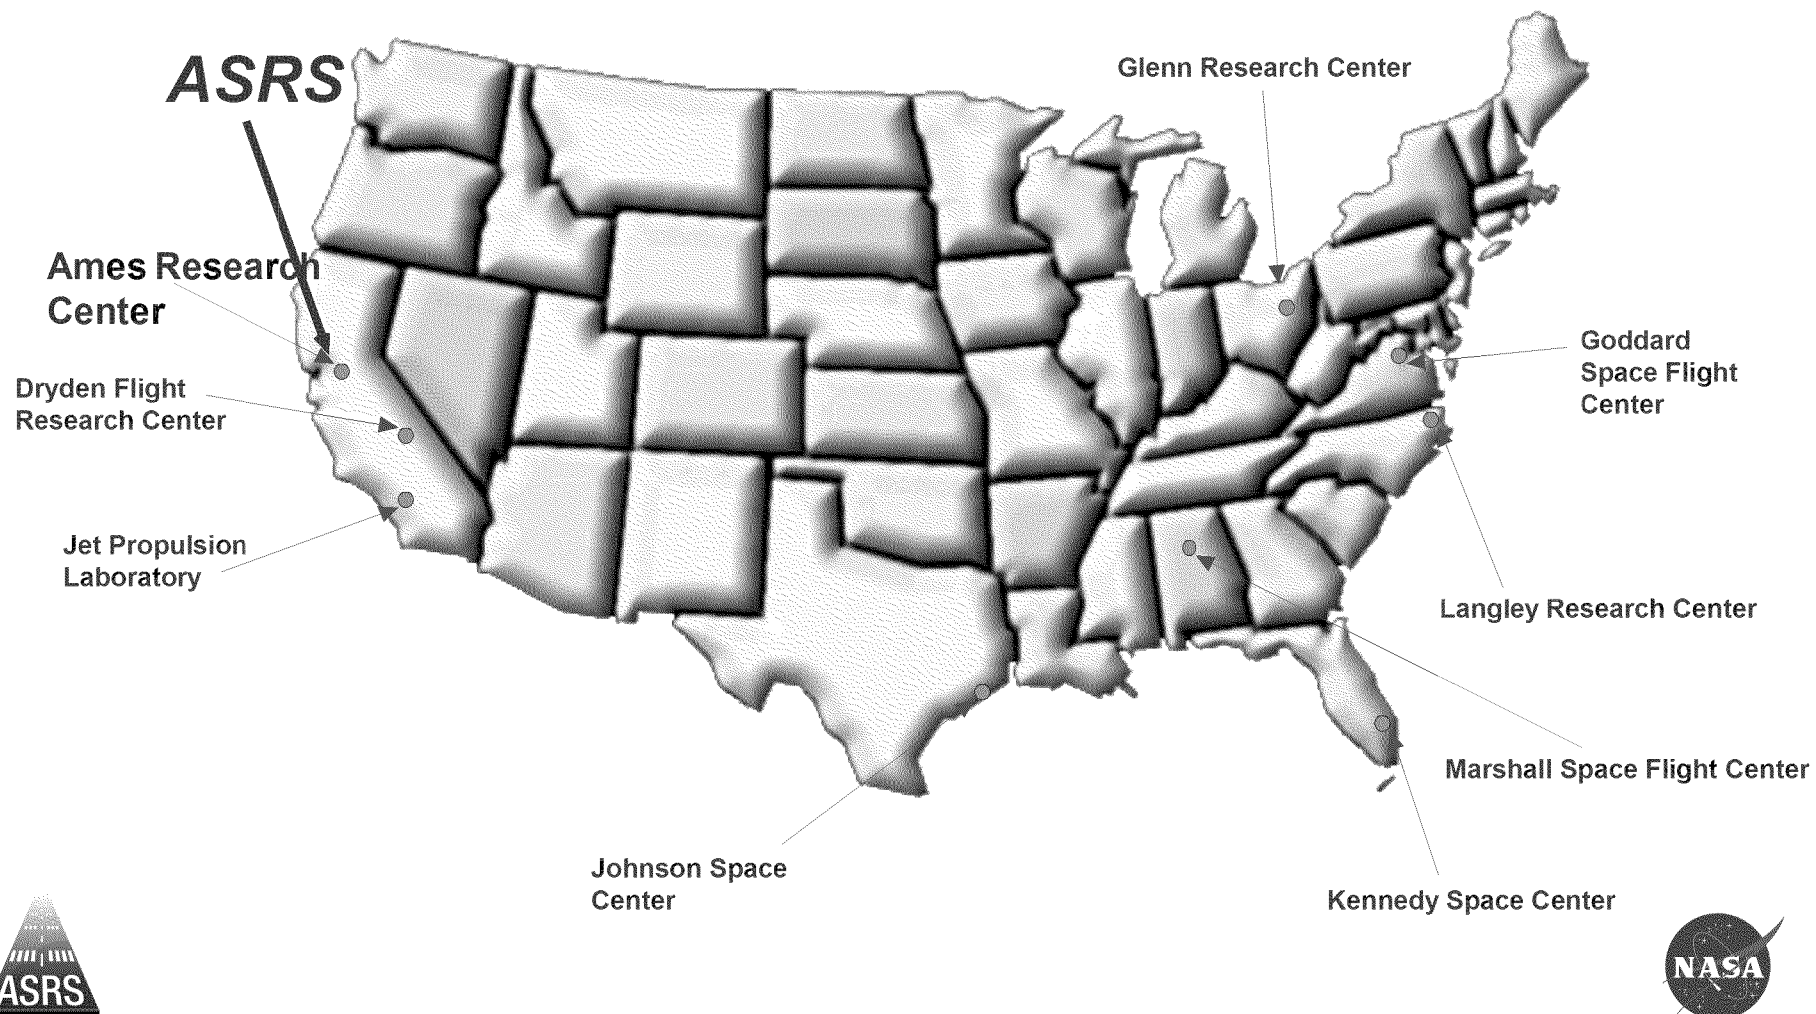 ASRS
Glenn Research Center
Ames Research
Center
Goddard
Space Flight
Center
Dryden Flight
Research Center
Jet Propulsion
Laboratory
Langley Research Center
Marshall Space Flight Center
Johnson Space
Center
Kennedy Space Center
ASRS
NASA